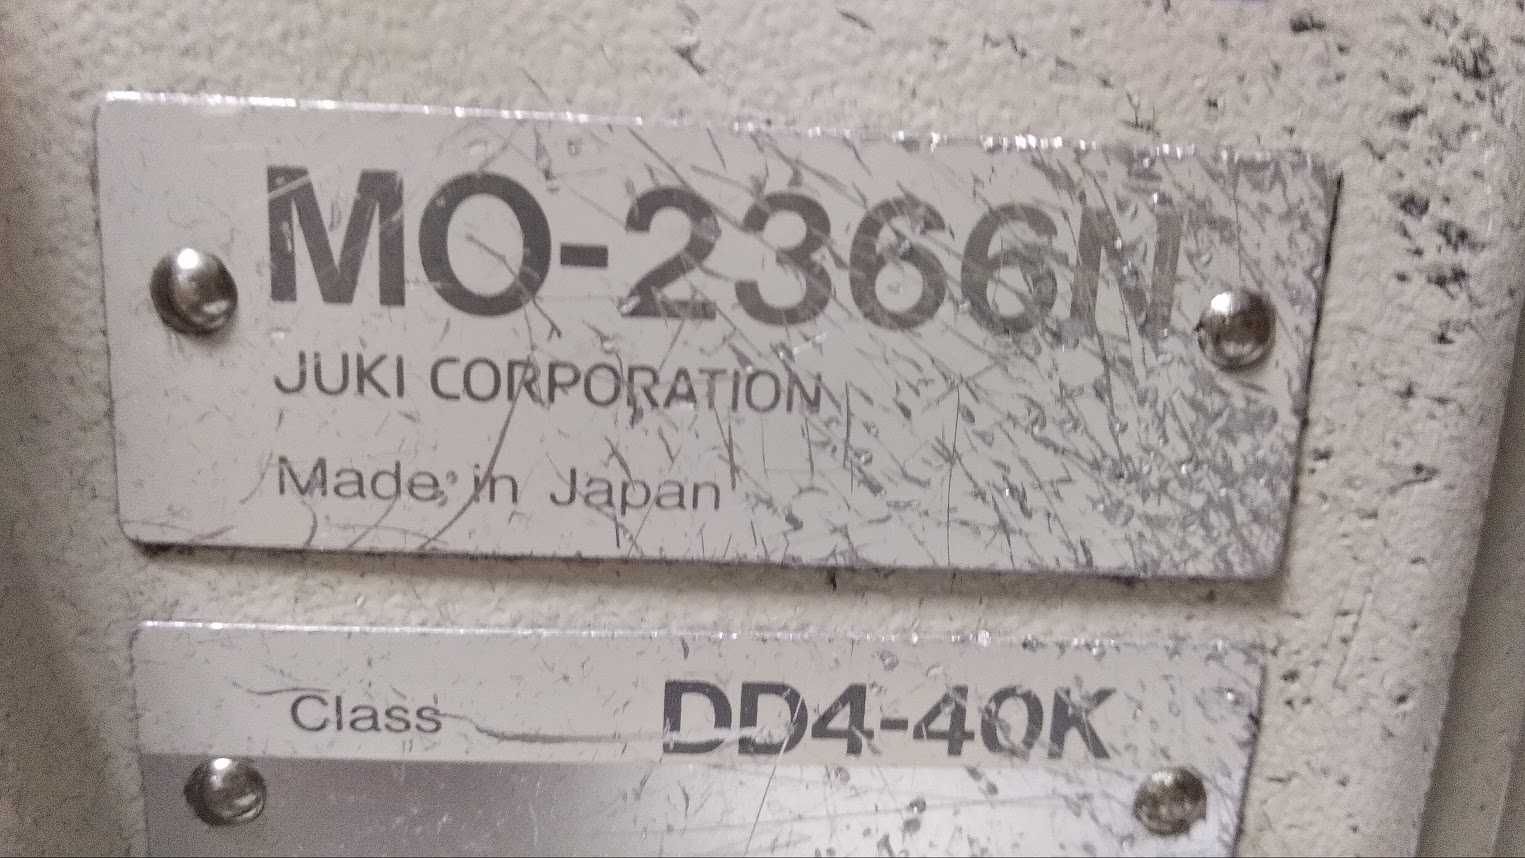 MO-2366N
JUKI CORPORATION
Made in Japan
Class DD4-40K